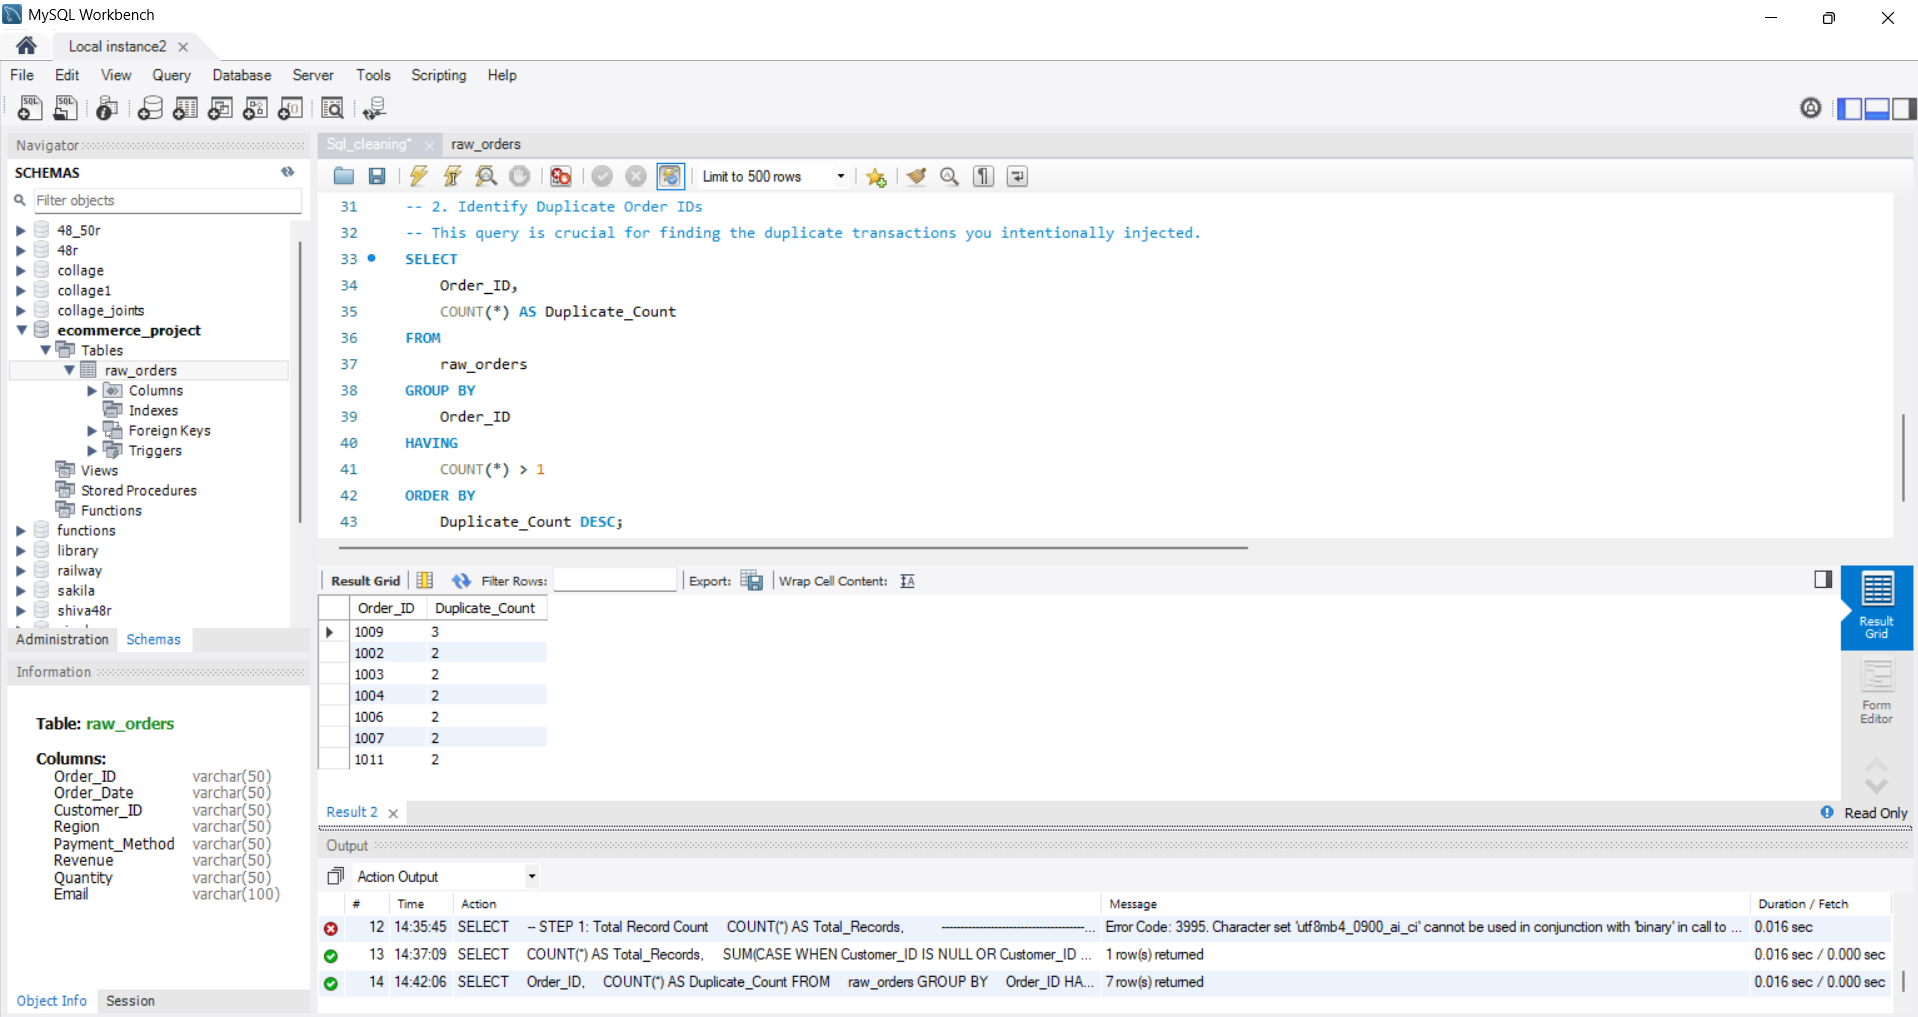 MySQL Workbench
Local instance2
File Edit View Query Database Server Tools Scripting Help
Navigator
SCHEMAS
Filter objects
48_50r
48r
collage
collage1
collage_joints
ecommerce_project
Tables
raw_orders
Columns
Indexes
Foreign Keys
Triggers
Views
Stored Procedures
Functions
functions
library
railway
sakila
shiva48r
Administration Schemas
Information
Table: raw_orders
Columns:
Order_ID varchar(50)
Order_Date varchar(50)
Customer_ID varchar(50)
Region varchar(50)
Payment_Method varchar(50)
Revenue varchar(50)
Quantity varchar(50)
Email varchar(100)
Object Info Session
Sql_cleaning* raw_orders
Limit to 500 rows
31 -- 2. Identify Duplicate Order IDs
32 -- This query is crucial for finding the duplicate transactions you intentionally injected.
33 SELECT
34 Order_ID,
35 COUNT(*) AS Duplicate_Count
36 FROM
37 raw_orders
38 GROUP BY
39 Order_ID
40 HAVING
41 COUNT(*) > 1
42 ORDER BY
43 Duplicate_Count DESC;
Result Grid Filter Rows: Export: Wrap Cell Content:
Order_ID Duplicate_Count
1009 3
1002 2
1003 2
1004 2
1006 2
1007 2
1011 2
Result Grid
Form Editor
Result 2 Read Only
Output
Action Output
# Time Action Message Duration / Fetch
12 14:35:45 SELECT -- STEP 1: Total Record Count COUNT(*) AS Total_Records, ----------------------------------... Error Code: 3995. Character set 'utf8mb4_0900_ai_ci' cannot be used in conjunction with 'binary' in call to ... 0.016 sec
13 14:37:09 SELECT COUNT(*) AS Total_Records, SUM(CASE WHEN Customer_ID IS NULL OR Customer_ID ... 1 row(s) returned 0.016 sec / 0.000 sec
14 14:42:06 SELECT Order_ID, COUNT(*) AS Duplicate_Count FROM raw_orders GROUP BY Order_ID HA... 7 row(s) returned 0.016 sec / 0.000 sec